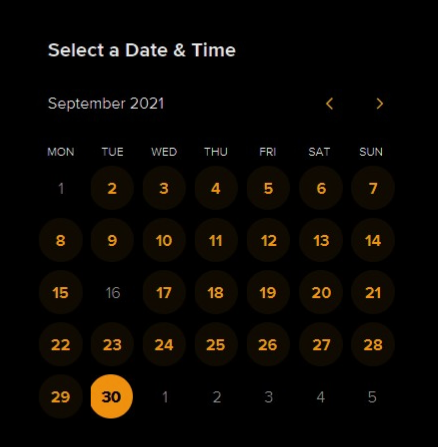 Select a Date & Time
September 2021
MON TUE WED THU FRI SAT SUN
1 2 3 4 5 6 7
8 9 10 11 12 13 14
15 16 17 18 19 20 21
22 23 24 25 26 27 28
29 30 1 2 3 4 5